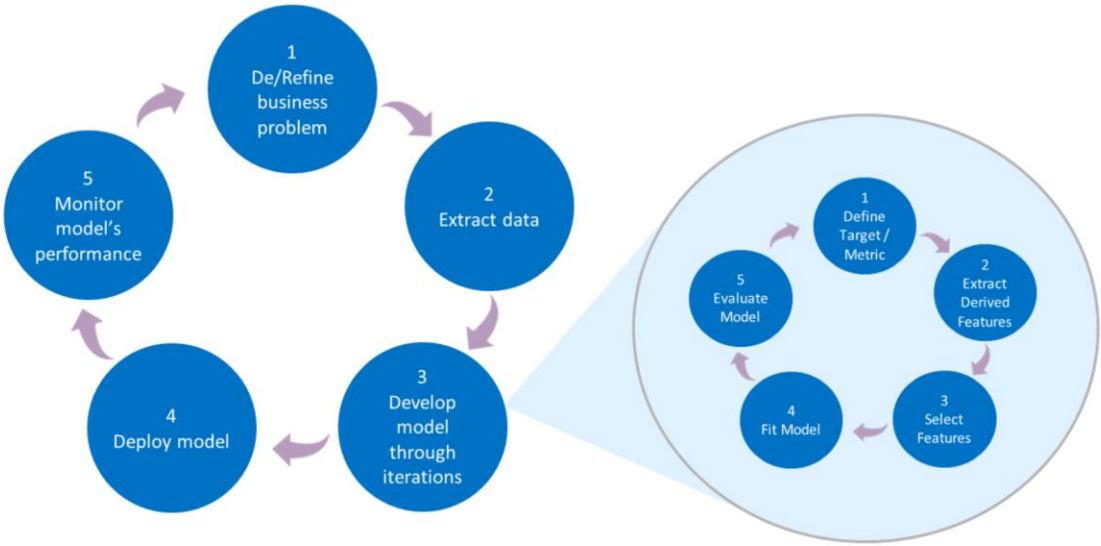 1
De/Refine
business
problem
2
Extract data
3
Develop
model
through
iterations
4
Deploy model
5
Monitor
model's
performance
1
Define
Target /
Metric
2
Extract
Derived
Features
3
Select
Features
4
Fit Model
5
Evaluate
Model